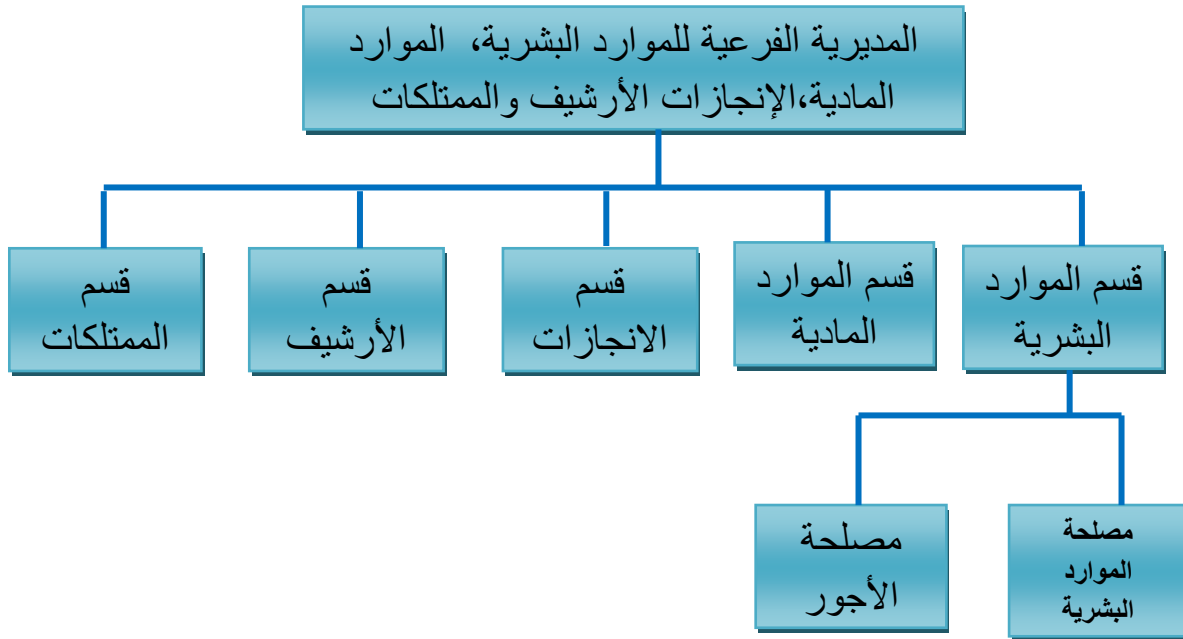 المديرية الفرعية للموارد البشرية، الموارد
المادية،الإنجازات الأرشيف والممتلكات
قسم الموارد
البشرية
قسم الموارد
المادية
قسم
الانجازات
قسم
الأرشيف
قسم
الممتلكات
مصلحة
الموارد
البشرية
مصلحة
الأجور